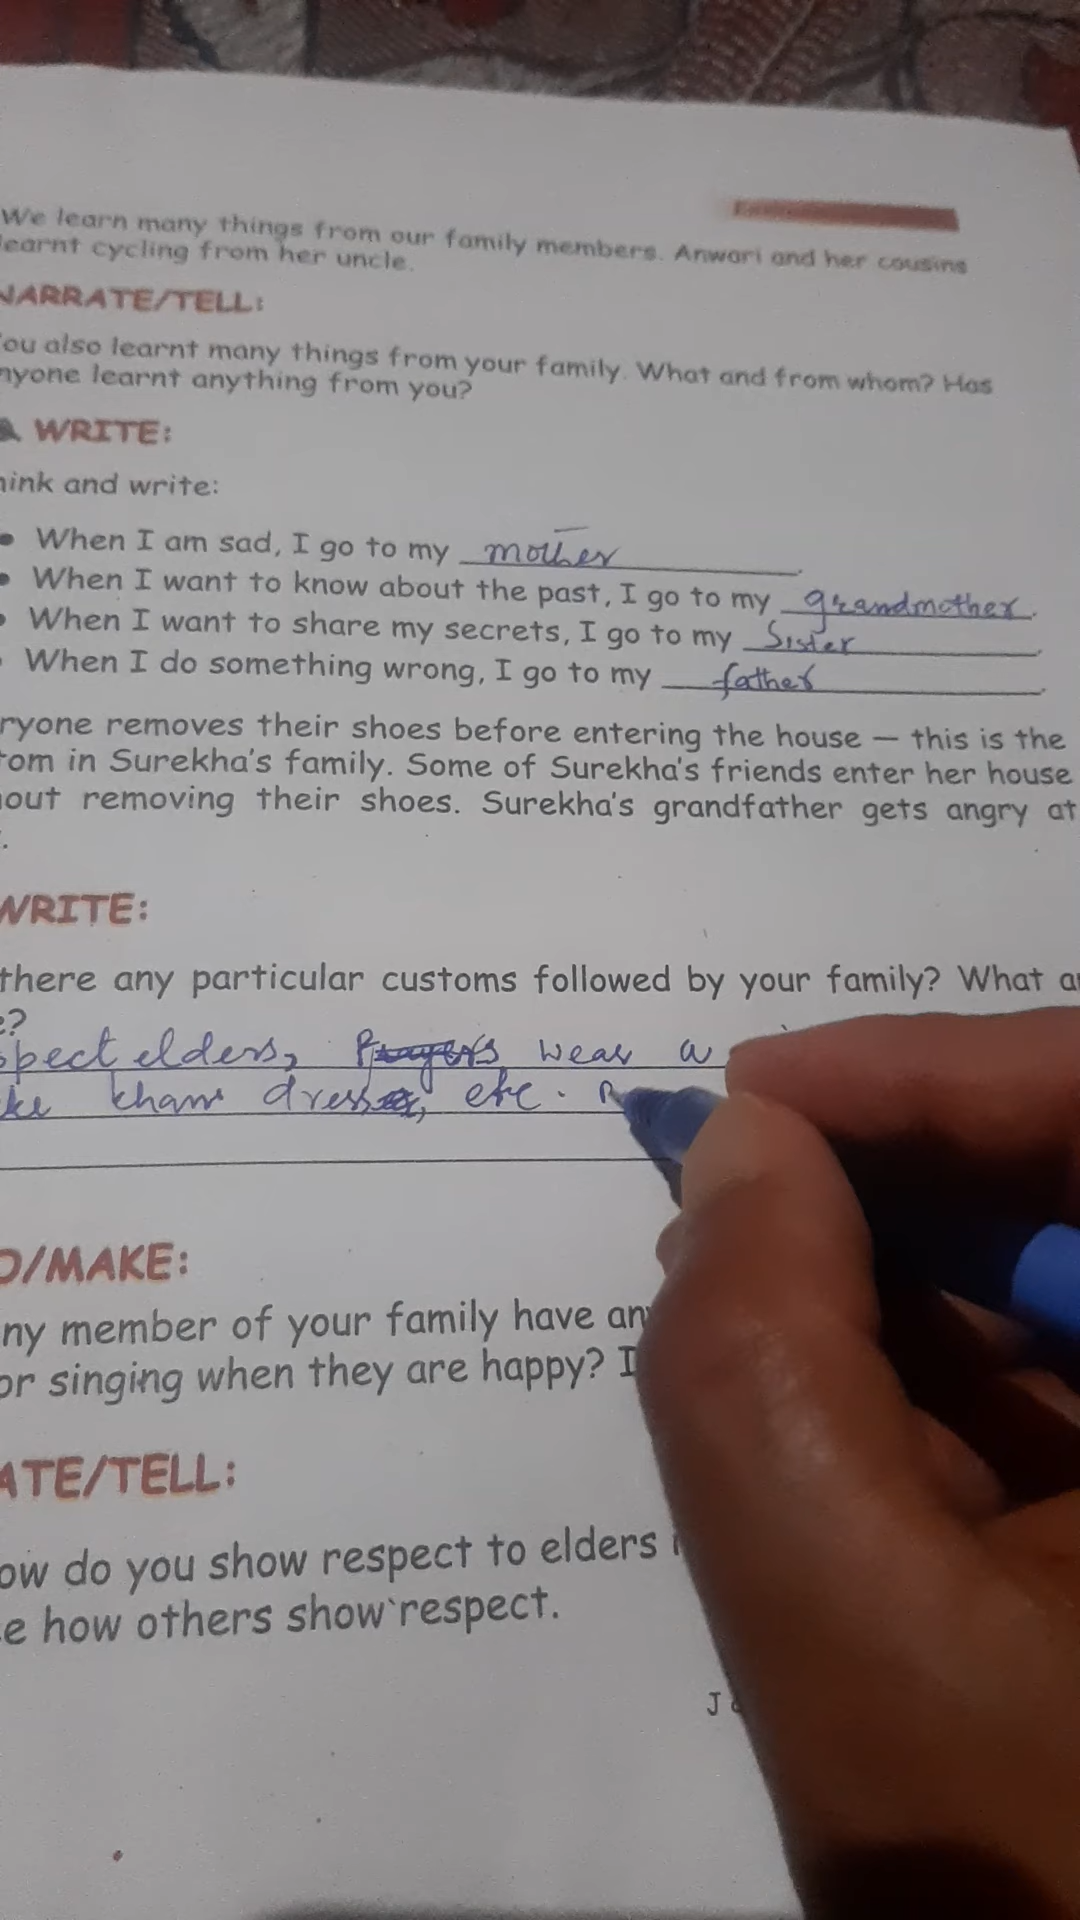 We learn many things from our family members. Anwari and her cousins
learnt cycling from her uncle.
NARRATE/TELL:
You also learnt many things from your family. What and from whom? Has
anyone learnt anything from you?
WRITE:
hink and write:
• When I am sad, I go to my mother.
• When I want to know about the past, I go to my grandmother.
• When I want to share my secrets, I go to my Sister.
• When I do something wrong, I go to my father.
ryone removes their shoes before entering the house – this is the
tom in Surekha's family. Some of Surekha's friends enter her house
hout removing their shoes. Surekha's grandfather gets angry at
.
WRITE:
there any particular customs followed by your family? What a
e?
spect elders, wear a
ke dress, etc.
O/MAKE:
ny member of your family have an
or singing when they are happy? I
ATE/TELL:
ow do you show respect to elders
e how others show respect.
J